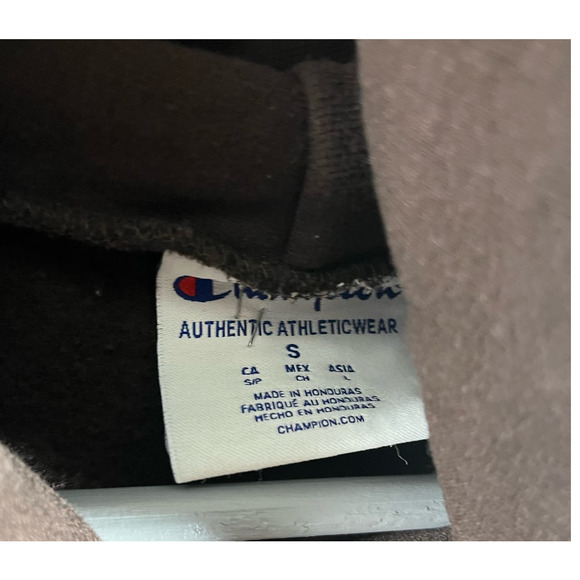 Champion
AUTHENTIC ATHLETICWEAR
S
CA MEX ASIA
S/P CH L
MADE IN HONDURAS
FABRIQUÉ AU HONDURAS
HECHO EN HONDURAS
CHAMPION.COM